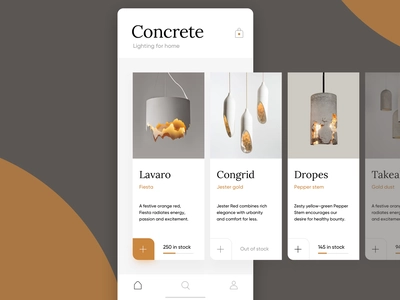 Concrete
Lighting for home
Lavaro
Fiesta
A festive orange red,
Fiesta radiates energy,
passion and excitement.
250 in stock
Congrid
Jester gold
Jester Red combines rich
elegance with urbanity
and comfort for less.
Out of stock
Dropes
Pepper stem
Zesty yellow-green Pepper
Stem encourages our
desire for healthy bounty.
145 in stock
Takea
Gold dust
A festive
radiates
and excit